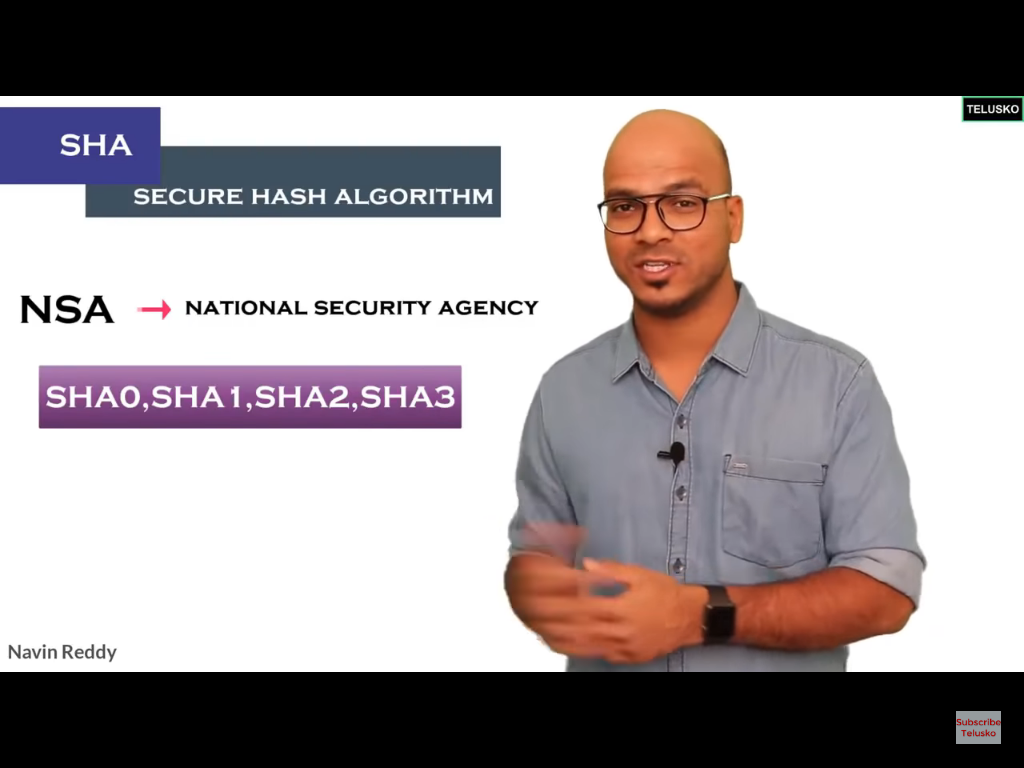 TELUSKO
SHA
SECURE HASH ALGORITHM
NSA → NATIONAL SECURITY AGENCY
SHA0,SHA1,SHA2,SHA3
Navin Reddy
Subscribe
Telusko